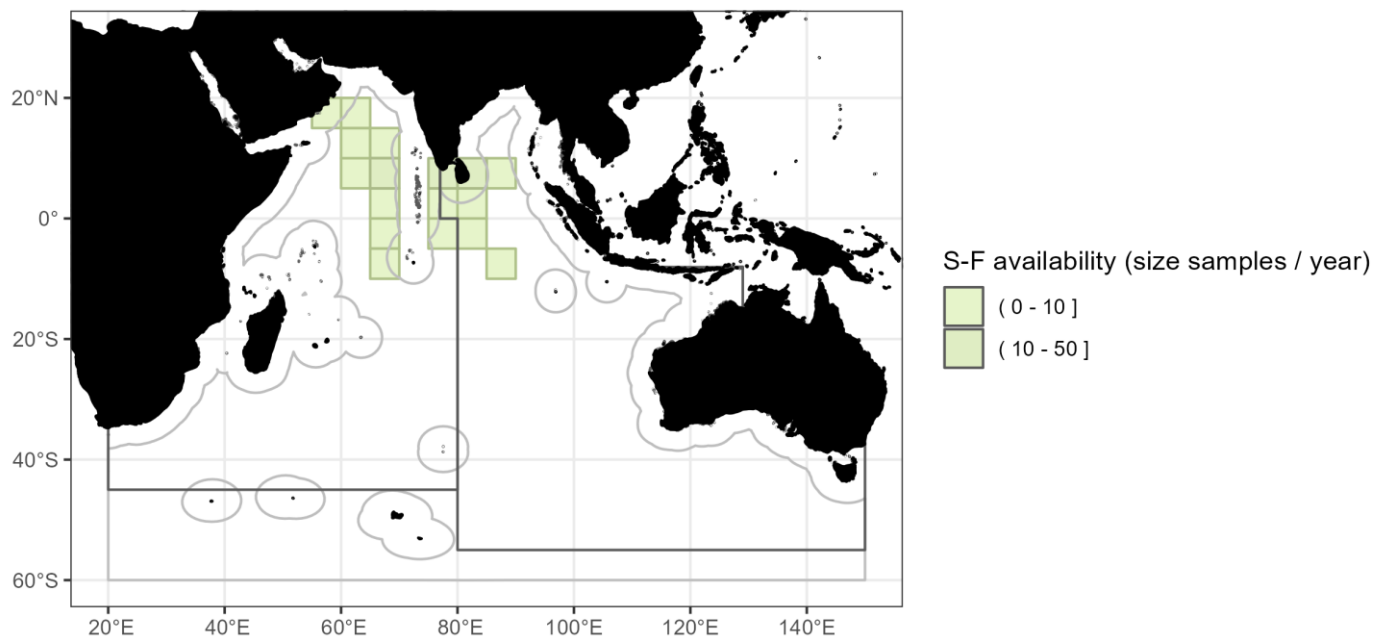 20°N
0°
20°S
40°S
60°S
20°E 40°E 60°E 80°E 100°E 120°E 140°E
S-F availability (size samples / year)
( 0 - 10 ]
( 10 - 50 ]